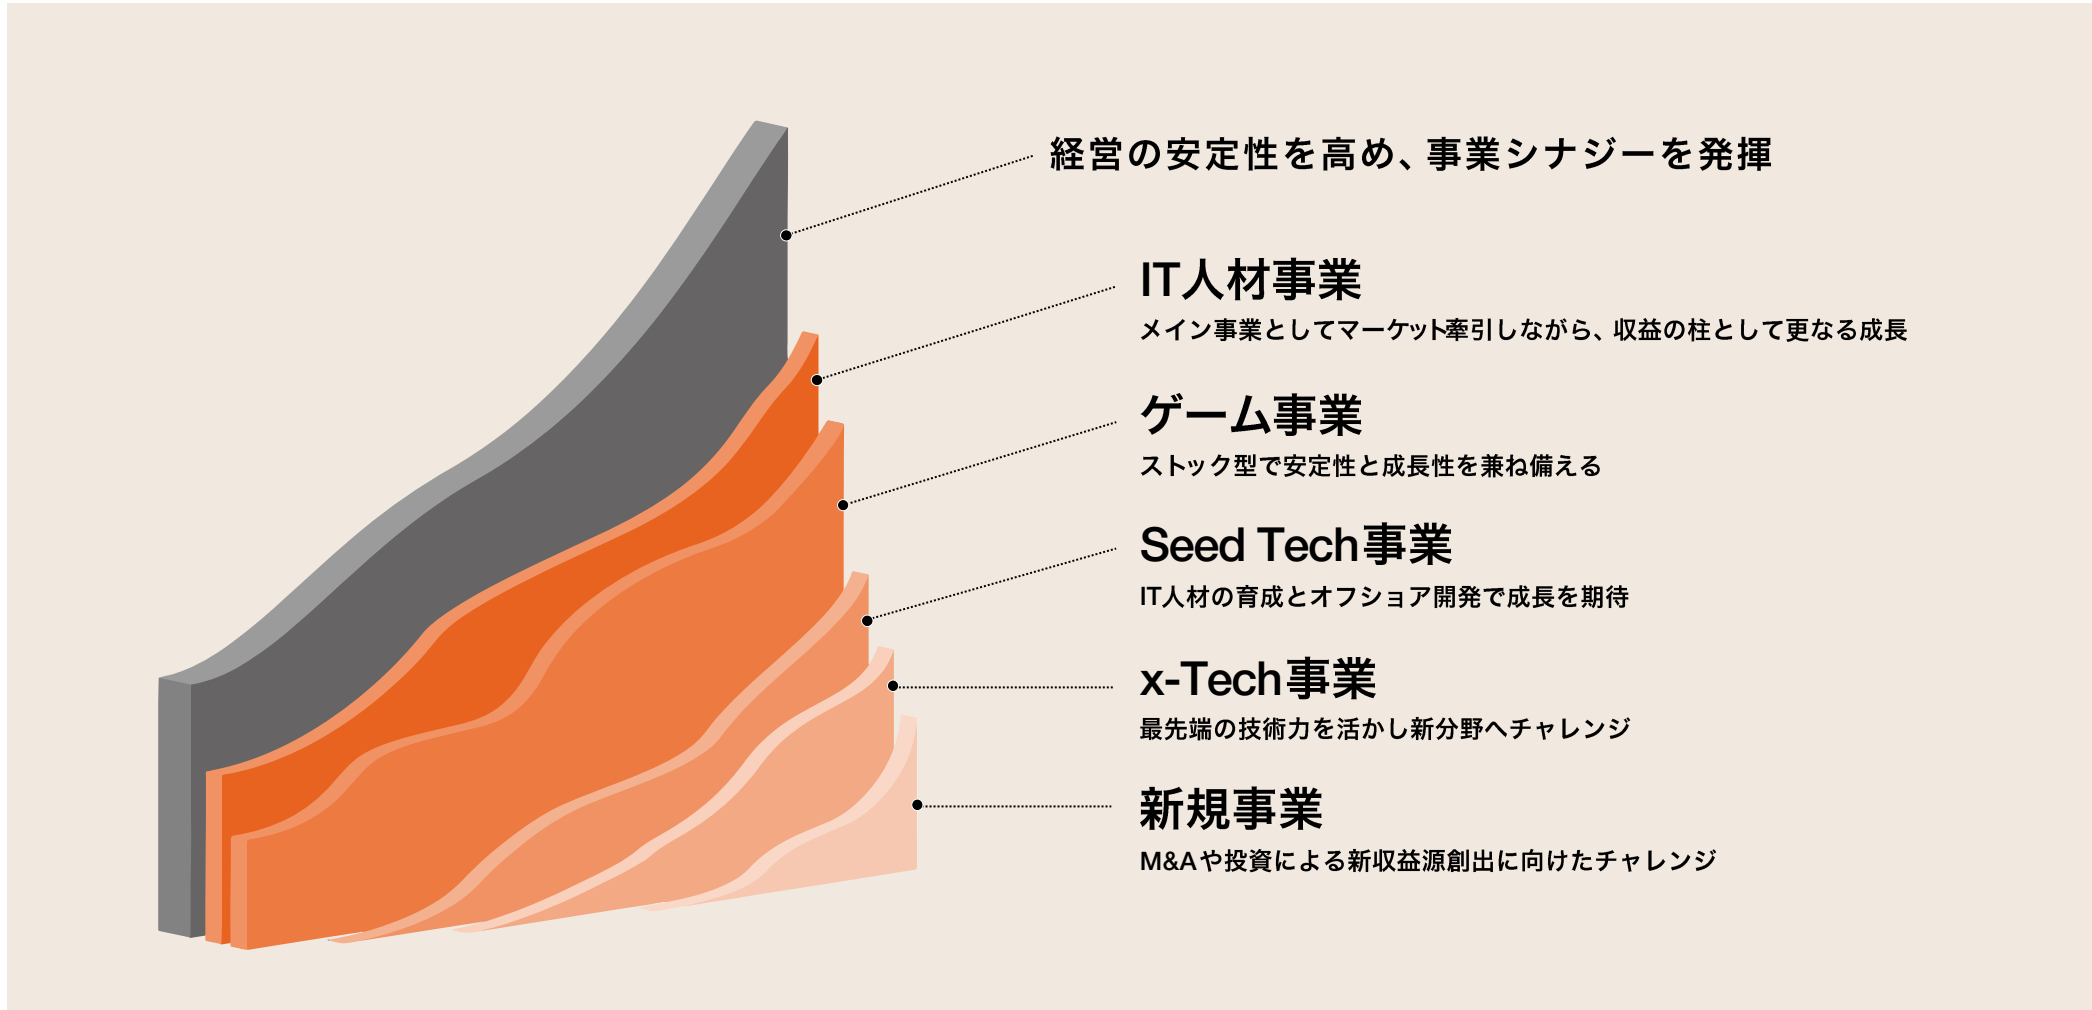 経営の安定性を高め、事業シナジーを発揮
IT人材事業
メイン事業としてマーケット牽引しながら、収益の柱として更なる成長
ゲーム事業
ストック型で安定性と成長性を兼ね備える
Seed Tech事業
IT人材の育成とオフショア開発で成長を期待
x-Tech事業
最先端の技術力を活かし新分野へチャレンジ
新規事業
M&Aや投資による新収益源創出に向けたチャレンジ